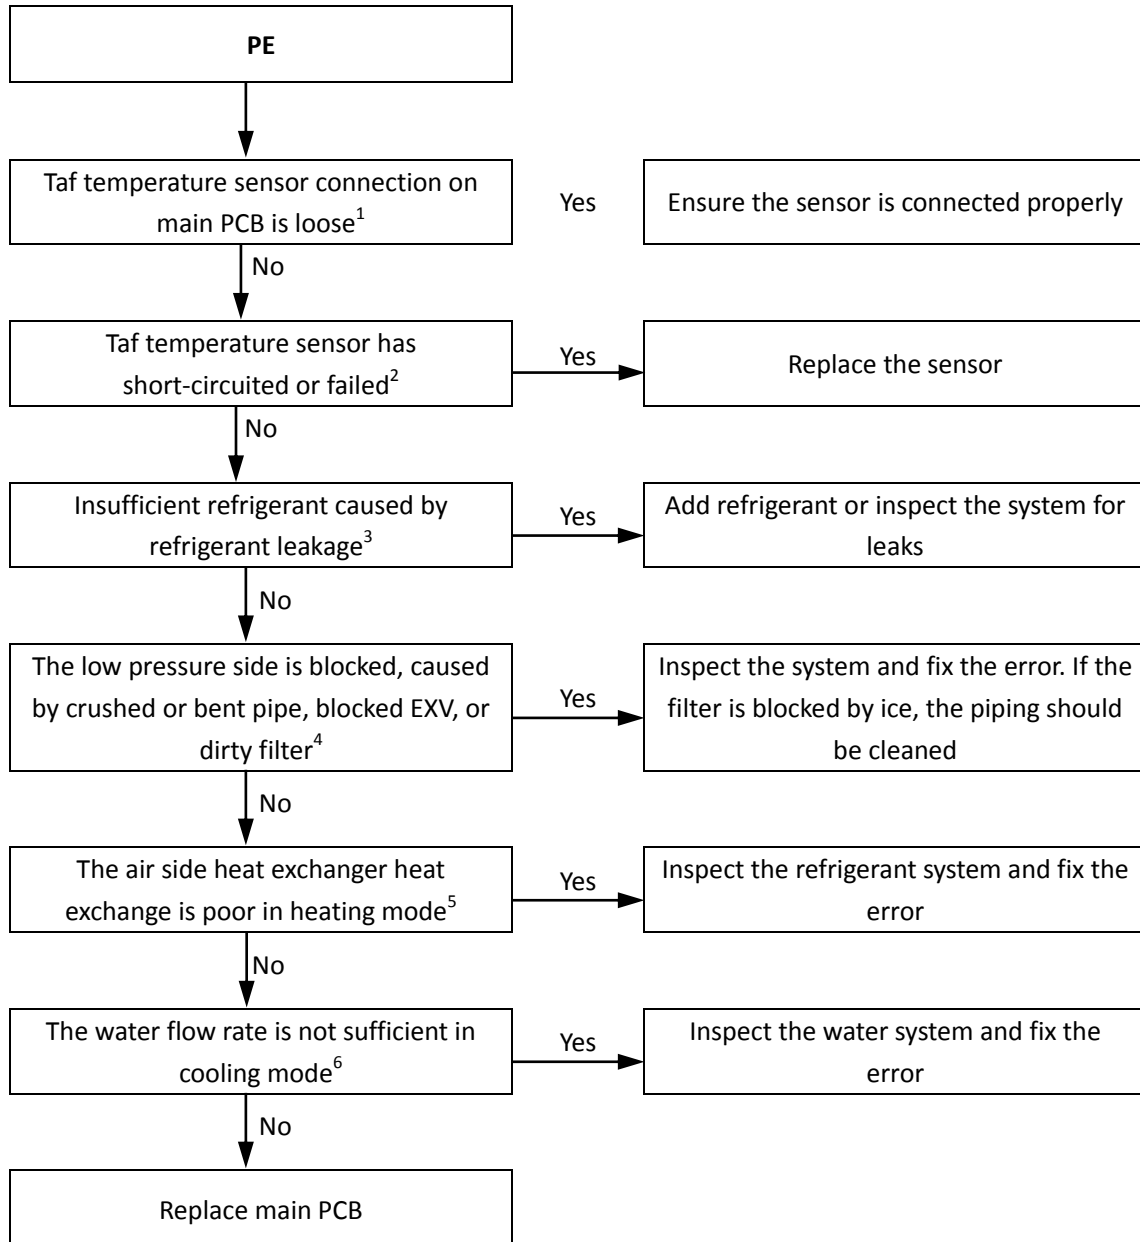 PE
Taf temperature sensor connection on
main PCB is loose1
Yes
Ensure the sensor is connected properly
No
Taf temperature sensor has
short-circuited or failed2
Yes
Replace the sensor
No
Insufficient refrigerant caused by
refrigerant leakage3
Yes
Add refrigerant or inspect the system for
leaks
No
The low pressure side is blocked, caused
by crushed or bent pipe, blocked EXV, or
dirty filter4
Yes
Inspect the system and fix the error. If the
filter is blocked by ice, the piping should
be cleaned
No
The air side heat exchanger heat
exchange is poor in heating mode5
Yes
Inspect the refrigerant system and fix the
error
No
The water flow rate is not sufficient in
cooling mode6
Yes
Inspect the water system and fix the
error
No
Replace main PCB